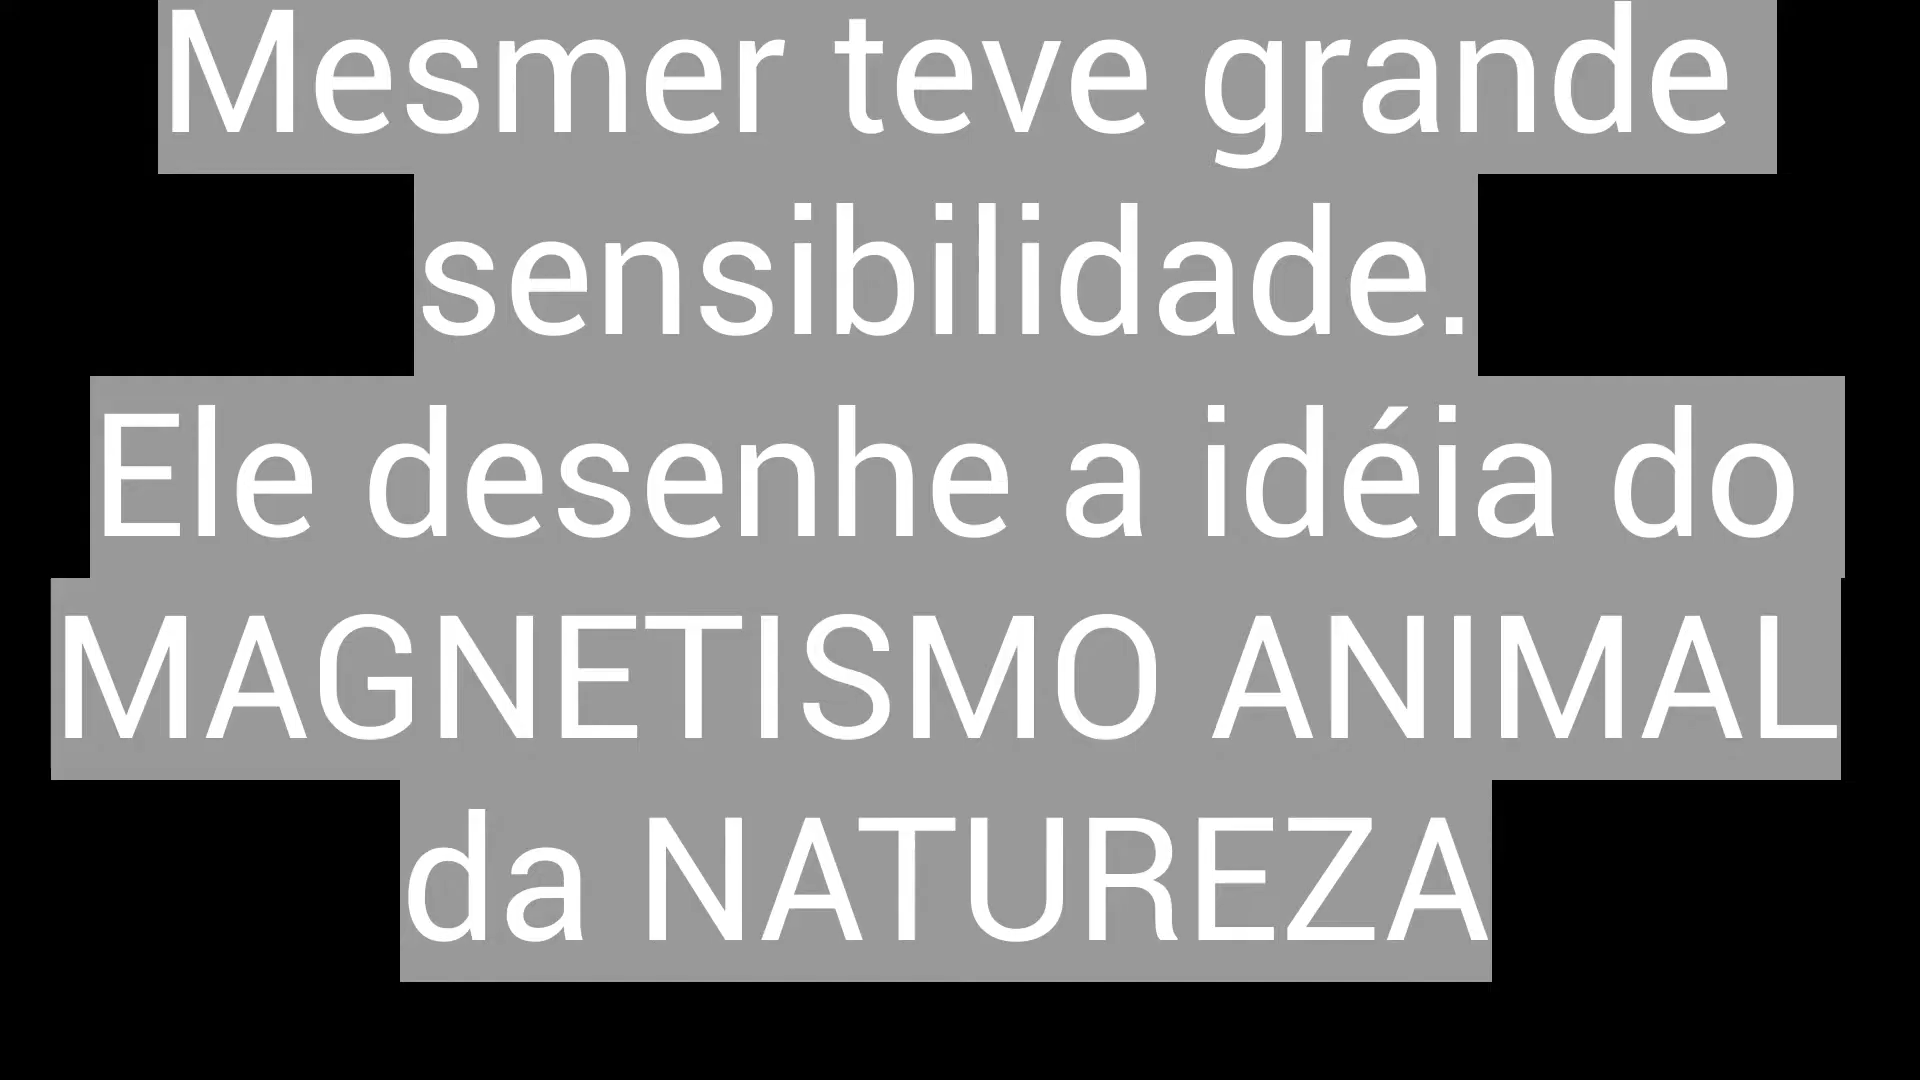 Mesmer teve grande
sensibilidade.
Ele desenhe a idéia do
MAGNETISMO ANIMAL
da NATUREZA